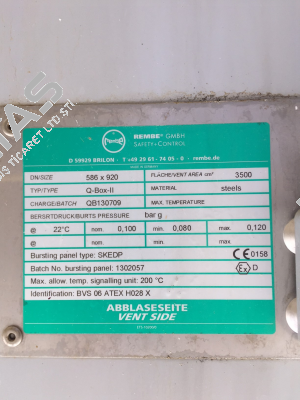 REMBE® GMBH
SAFETY+CONTROL
D 59929 BRILON · T +49 29 61 - 74 05 - 0 · rembe.de
DN/SIZE 586 x 920 FLÄCHE/VENT AREA cm² 3500
TYP/TYPE Q-Box-II MATERIAL steels
CHARGE/BATCH QB130709 MAX. TEMPERATURE
BERSTDRUCK/BURTS PRESSURE bar g
@ 22°C nom. 0,100 min. 0,080 max. 0,120
@ nom. min. max.
Bursting panel type: SKEDP CE 0158
Batch No. bursting panel: 1302057 Ex D
Max. allow. temp. signalling unit: 200 °C
Identification: BVS 06 ATEX H028 X
ABBLASESEITE
VENT SIDE